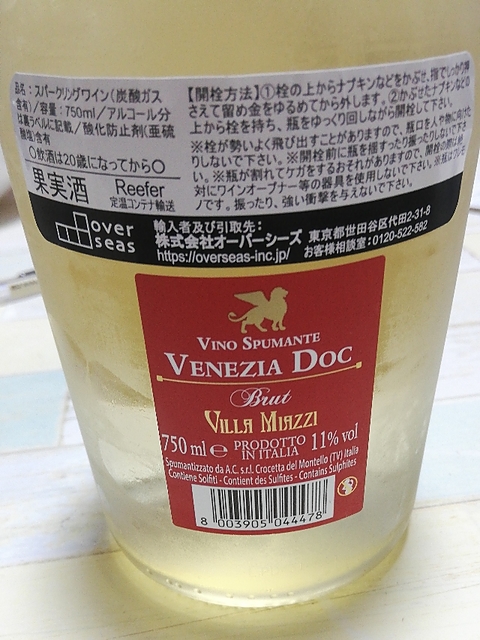 品名：スパークリングワイン(炭酸ガス
含有)／容量：750ml／アルコール分
は裏ラベルに記載／酸化防止剤(亜硫
酸塩)含有
〇飲酒は20歳になってから〇
果実酒
Reefer
定温コンテナ輸送
【開栓方法】①栓の上からナプキンなどをかぶせ、指でしっかり押
さえて留め金をゆるめてから外します。②かぶせたナプキンなどの
上から栓を持ち、瓶をゆっくり回しながら開栓して下さい。
※栓が勢いよく飛び出すことがありますので、瓶口を人や物に向けた
りしないで下さい。※開栓前に瓶を揺すったり振ったりしないで下さ
い。※瓶が割れてケガをするおそれがありますので、開栓の際は絶
対にワインオープナー等の器具を使用しないで下さい。
ノです。振ったり、強い衝撃を与えないで下さい。
over
seas
輸入者及び引取先：
株式会社オーバーシーズ 東京都世田谷区代田2-31-8
https://overseas-inc.jp/ お客様相談室：0120-522-582
VINO SPUMANTE
VENEZIA DOC
Brut
VILLA MIAZZI
750 ml ℮ PRODOTTO IN ITALIA 11% vol
Spumantizzato da A.C. s.r.l. Crocetta del Montello (TV) Italia
Contiene Solfiti - Contient des Sulfites - Contains Sulphites
8 003905 044478